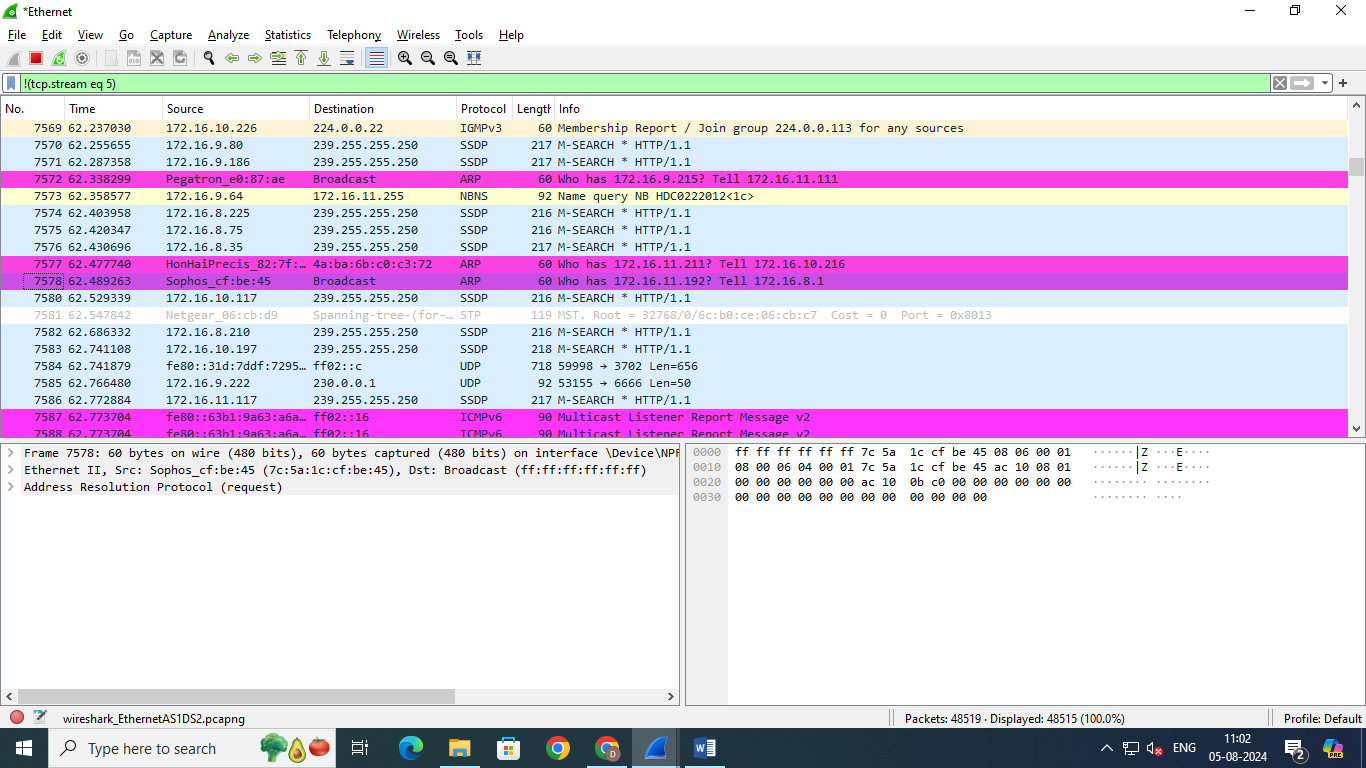 *Ethernet
File Edit View Go Capture Analyze Statistics Telephony Wireless Tools Help
!(tcp.stream eq 5)
No. Time Source Destination Protocol Length Info
7569 62.237030 172.16.10.226 224.0.0.22 IGMPv3 60 Membership Report / Join group 224.0.0.113 for any sources
7570 62.255655 172.16.9.80 239.255.255.250 SSDP 217 M-SEARCH * HTTP/1.1
7571 62.287358 172.16.9.186 239.255.255.250 SSDP 217 M-SEARCH * HTTP/1.1
7572 62.338299 Pegatron_e0:87:ae Broadcast ARP 60 Who has 172.16.9.215? Tell 172.16.11.111
7573 62.358577 172.16.9.64 172.16.11.255 NBNS 92 Name query NB HDC0222012<1c>
7574 62.403958 172.16.8.225 239.255.255.250 SSDP 216 M-SEARCH * HTTP/1.1
7575 62.420347 172.16.8.75 239.255.255.250 SSDP 216 M-SEARCH * HTTP/1.1
7576 62.430696 172.16.8.35 239.255.255.250 SSDP 217 M-SEARCH * HTTP/1.1
7577 62.477740 HonHaiPrecis_82:7f:… 4a:ba:6b:c0:c3:72 ARP 60 Who has 172.16.11.211? Tell 172.16.10.216
7578 62.489263 Sophos_cf:be:45 Broadcast ARP 60 Who has 172.16.11.192? Tell 172.16.8.1
7580 62.529339 172.16.10.117 239.255.255.250 SSDP 216 M-SEARCH * HTTP/1.1
7581 62.547842 Netgear_06:cb:d9 Spanning-tree-(for-… STP 119 MST. Root = 32768/0/6c:b0:ce:06:cb:c7 Cost = 0 Port = 0x8013
7582 62.686332 172.16.8.210 239.255.255.250 SSDP 216 M-SEARCH * HTTP/1.1
7583 62.741108 172.16.10.197 239.255.255.250 SSDP 218 M-SEARCH * HTTP/1.1
7584 62.741879 fe80::31d:7ddf:7295… ff02::c UDP 718 59998 → 3702 Len=656
7585 62.766480 172.16.9.222 230.0.0.1 UDP 92 53155 → 6666 Len=50
7586 62.772884 172.16.11.117 239.255.255.250 SSDP 217 M-SEARCH * HTTP/1.1
7587 62.773704 fe80::63b1:9a63:a6a… ff02::16 ICMPv6 90 Multicast Listener Report Message v2
7588 62.773704 fe80::63b1:9a63:a6a… ff02::16 ICMPv6 90 Multicast Listener Report Message v2
Frame 7578: 60 bytes on wire (480 bits), 60 bytes captured (480 bits) on interface \Device\NPF
Ethernet II, Src: Sophos_cf:be:45 (7c:5a:1c:cf:be:45), Dst: Broadcast (ff:ff:ff:ff:ff:ff)
Address Resolution Protocol (request)
0000 ff ff ff ff ff ff 7c 5a 1c cf be 45 08 06 00 01 ······|Z ···E····
0010 08 00 06 04 00 01 7c 5a 1c cf be 45 ac 10 08 01 ······|Z ···E····
0020 00 00 00 00 00 00 ac 10 0b c0 00 00 00 00 00 00 ········ ········
0030 00 00 00 00 00 00 00 00 00 00 00 00 ········ ····
wireshark_EthernetAS1DS2.pcapng
Packets: 48519 · Displayed: 48515 (100.0%)
Profile: Default
Type here to search
ENG
11:02
05-08-2024
2
PRE